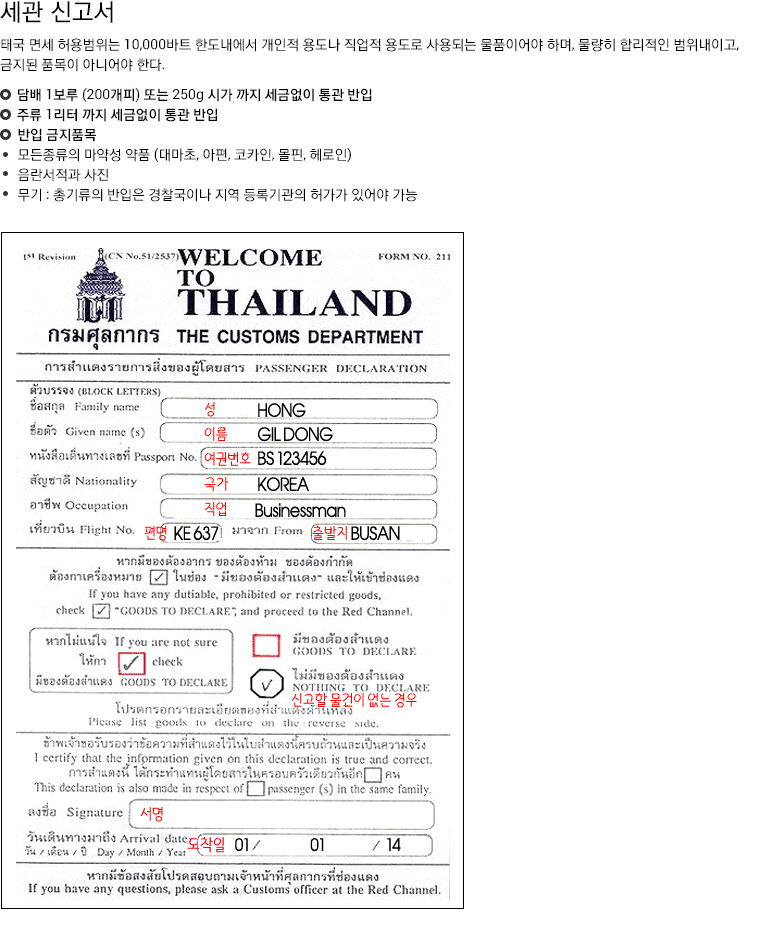 세관 신고서
태국 면세 허용범위는 10,000바트 한도내에서 개인적 용도나 직업적 용도로 사용되는 물품이어야 하며, 물량히 합리적인 범위내이고,
금지된 품목이 아니어야 한다.
담배 1보루 (200개피) 또는 250g 시가 까지 세금없이 통관 반입
주류 1리터 까지 세금없이 통관 반입
반입 금지품목
• 모든종류의 마약성 약품 (대마초, 아편, 코카인, 몰핀, 헤로인)
• 음란서적과 사진
• 무기 : 총기류의 반입은 경찰국이나 지역 등록기관의 허가가 있어야 가능
1st Revision (CN No.51/2537) WELCOME FORM NO. 211
TO
THAILAND
กรมศุลกากร THE CUSTOMS DEPARTMENT
การสำแดงรายการสิ่งของผู้โดยสาร PASSENGER DECLARATION
ตัวบรรจง (BLOCK LETTERS)
ชื่อสกุล Family name 성 HONG
ชื่อตัว Given name (s) 이름 GIL DONG
หนังสือเดินทางเลขที่ Passport No. 여권번호 BS 123456
สัญชาติ Nationality 국가 KOREA
อาชีพ Occupation 직업 Businessman
เที่ยวบิน Flight No. 편명 KE 637 มาจาก From 출발지 BUSAN
หากมีของต้องอากร ของต้องห้าม ของต้องกำกัด
ต้องกาเครื่องหมาย ✓ ในช่อง "มีของต้องสำแดง" และให้เข้าช่องแดง
If you have any dutiable, prohibited or restricted goods,
check ✓ "GOODS TO DECLARE", and proceed to the Red Channel.
หากไม่แน่ใจ If you are not sure
ให้กา ✓ check
มีของต้องสำแดง GOODS TO DECLARE
มีของต้องสำแดง
GOODS TO DECLARE
✓ ไม่มีของต้องสำแดง
NOTHING TO DECLARE
신고할 물건이 없는 경우
โปรดกรอกรายละเอียดของที่สำแดงด้านหลัง
Please list goods to declare on the reverse side.
ข้าพเจ้าขอรับรองว่าข้อความที่สำแดงไว้ในใบสำแดงนี้ครบถ้วนและเป็นความจริง
I certify that the information given on this declaration is true and correct.
การสำแดงนี้ ได้กระทำแทนผู้โดยสารในครอบครัวเดียวกันอีก คน
This declaration is also made in respect of passenger (s) in the same family.
ลงชื่อ Signature 서명
วันเดินทางมาถึง Arrival date 도착일 01 / 01 / 14
วัน / เดือน / ปี Day / Month / Year
หากมีข้อสงสัยโปรดสอบถามเจ้าหน้าที่ศุลกากรที่ช่องแดง
If you have any questions, please ask a Customs officer at the Red Channel.